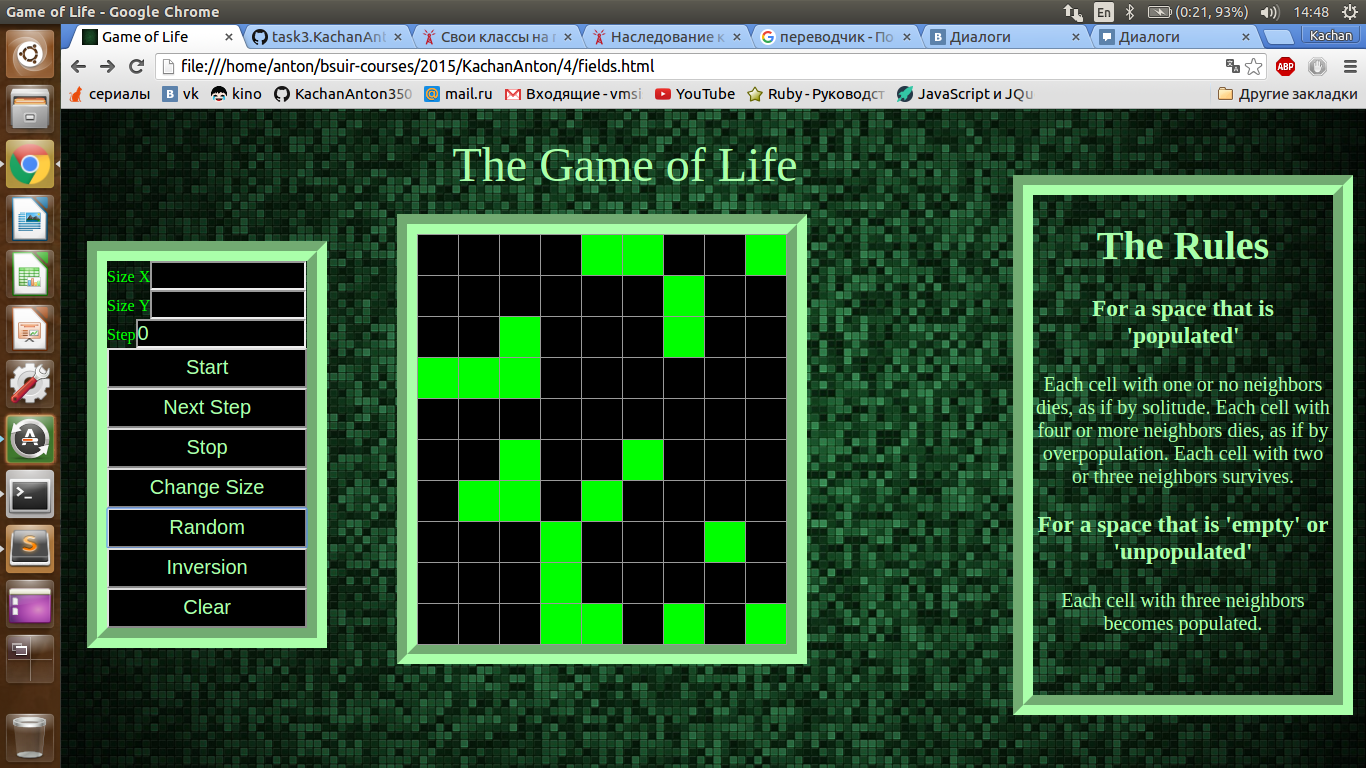 Game of Life - Google Chrome
En
(0:21, 93%)
14:48
Game of Life
task3.KachanAnt
Свои классы на
Наследование к
переводчик - По
Диалоги
Диалоги
Kachan
file:///home/anton/bsuir-courses/2015/KachanAnton/4/fields.html
ABP
сериалы
vk
kino
KachanAnton350
mail.ru
Входящие - vmsi
YouTube
Ruby - Руководст
JavaScript и JQu
Другие закладки
The Game of Life
Size X
Size Y
Step 0
Start
Next Step
Stop
Change Size
Random
Inversion
Clear
The Rules
For a space that is
'populated'
Each cell with one or no neighbors
dies, as if by solitude. Each cell with
four or more neighbors dies, as if by
overpopulation. Each cell with two
or three neighbors survives.
For a space that is 'empty' or
'unpopulated'
Each cell with three neighbors
becomes populated.